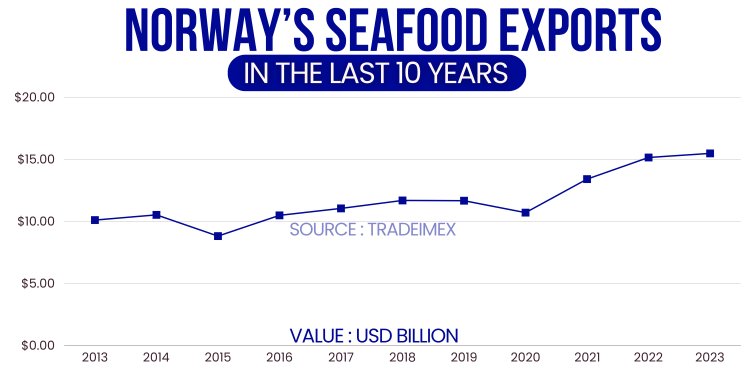 NORWAY'S SEAFOOD EXPORTS
IN THE LAST 10 YEARS
$20.00
$15.00
$10.00
SOURCE : TRADEIMEX
$5.00
VALUE : USD BILLION
$0.00
2013 2014 2015 2016 2017 2018 2019 2020 2021 2022 2023